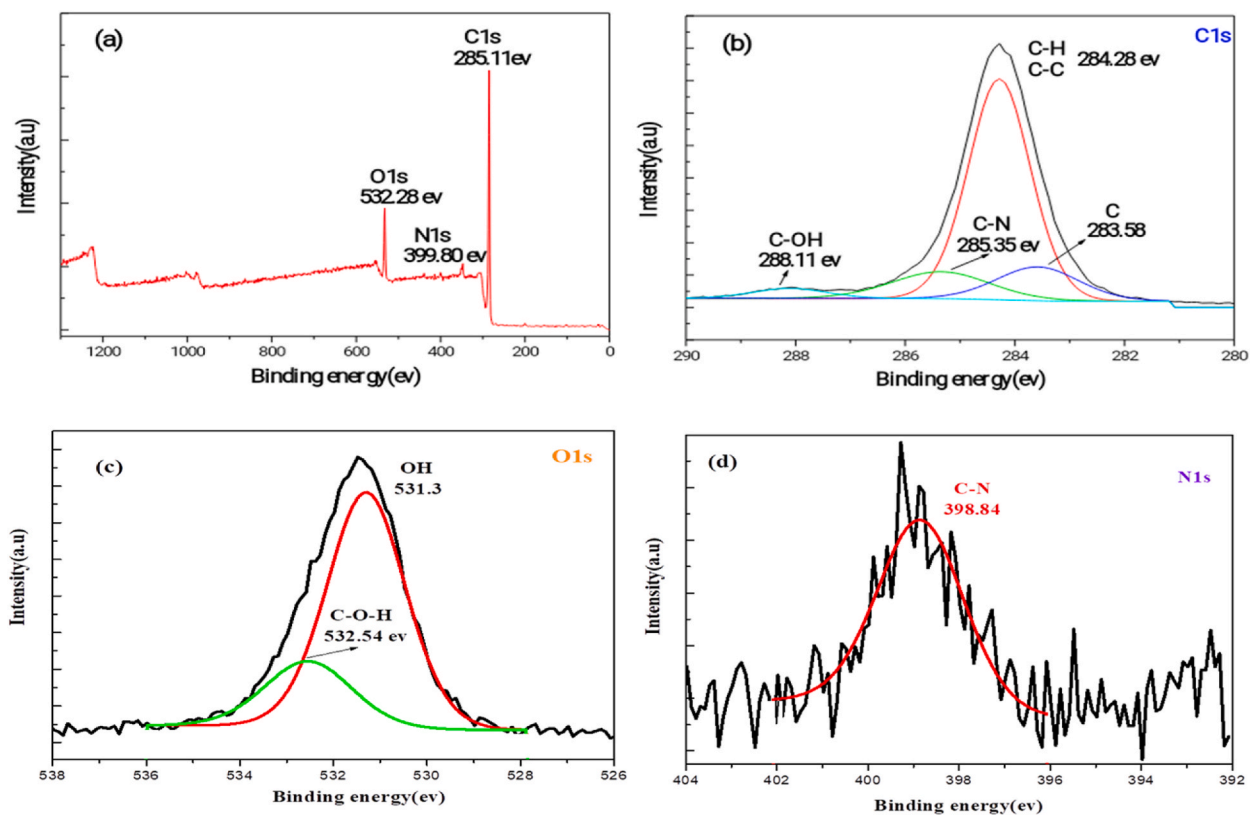 (a)
C1s
285.11ev
O1s
532.28 ev
N1s
399.80 ev
Intensity(a.u)
1200 1000 800 600 400 200 0
Binding energy(ev)
(b)
C1s
C-H
C-C
284.28 ev
C-OH
288.11 ev
C-N
285.35 ev
C
283.58
Intensity(a.u)
290 288 286 284 282 280
Binding energy(ev)
(c)
O1s
OH
531.3
C-O-H
532.54 ev
Intensity(a.u)
538 536 534 532 530 528 526
Binding energy(ev)
(d)
N1s
C-N
398.84
Intensity(a.u)
404 402 400 398 396 394 392
Binding energy(ev)